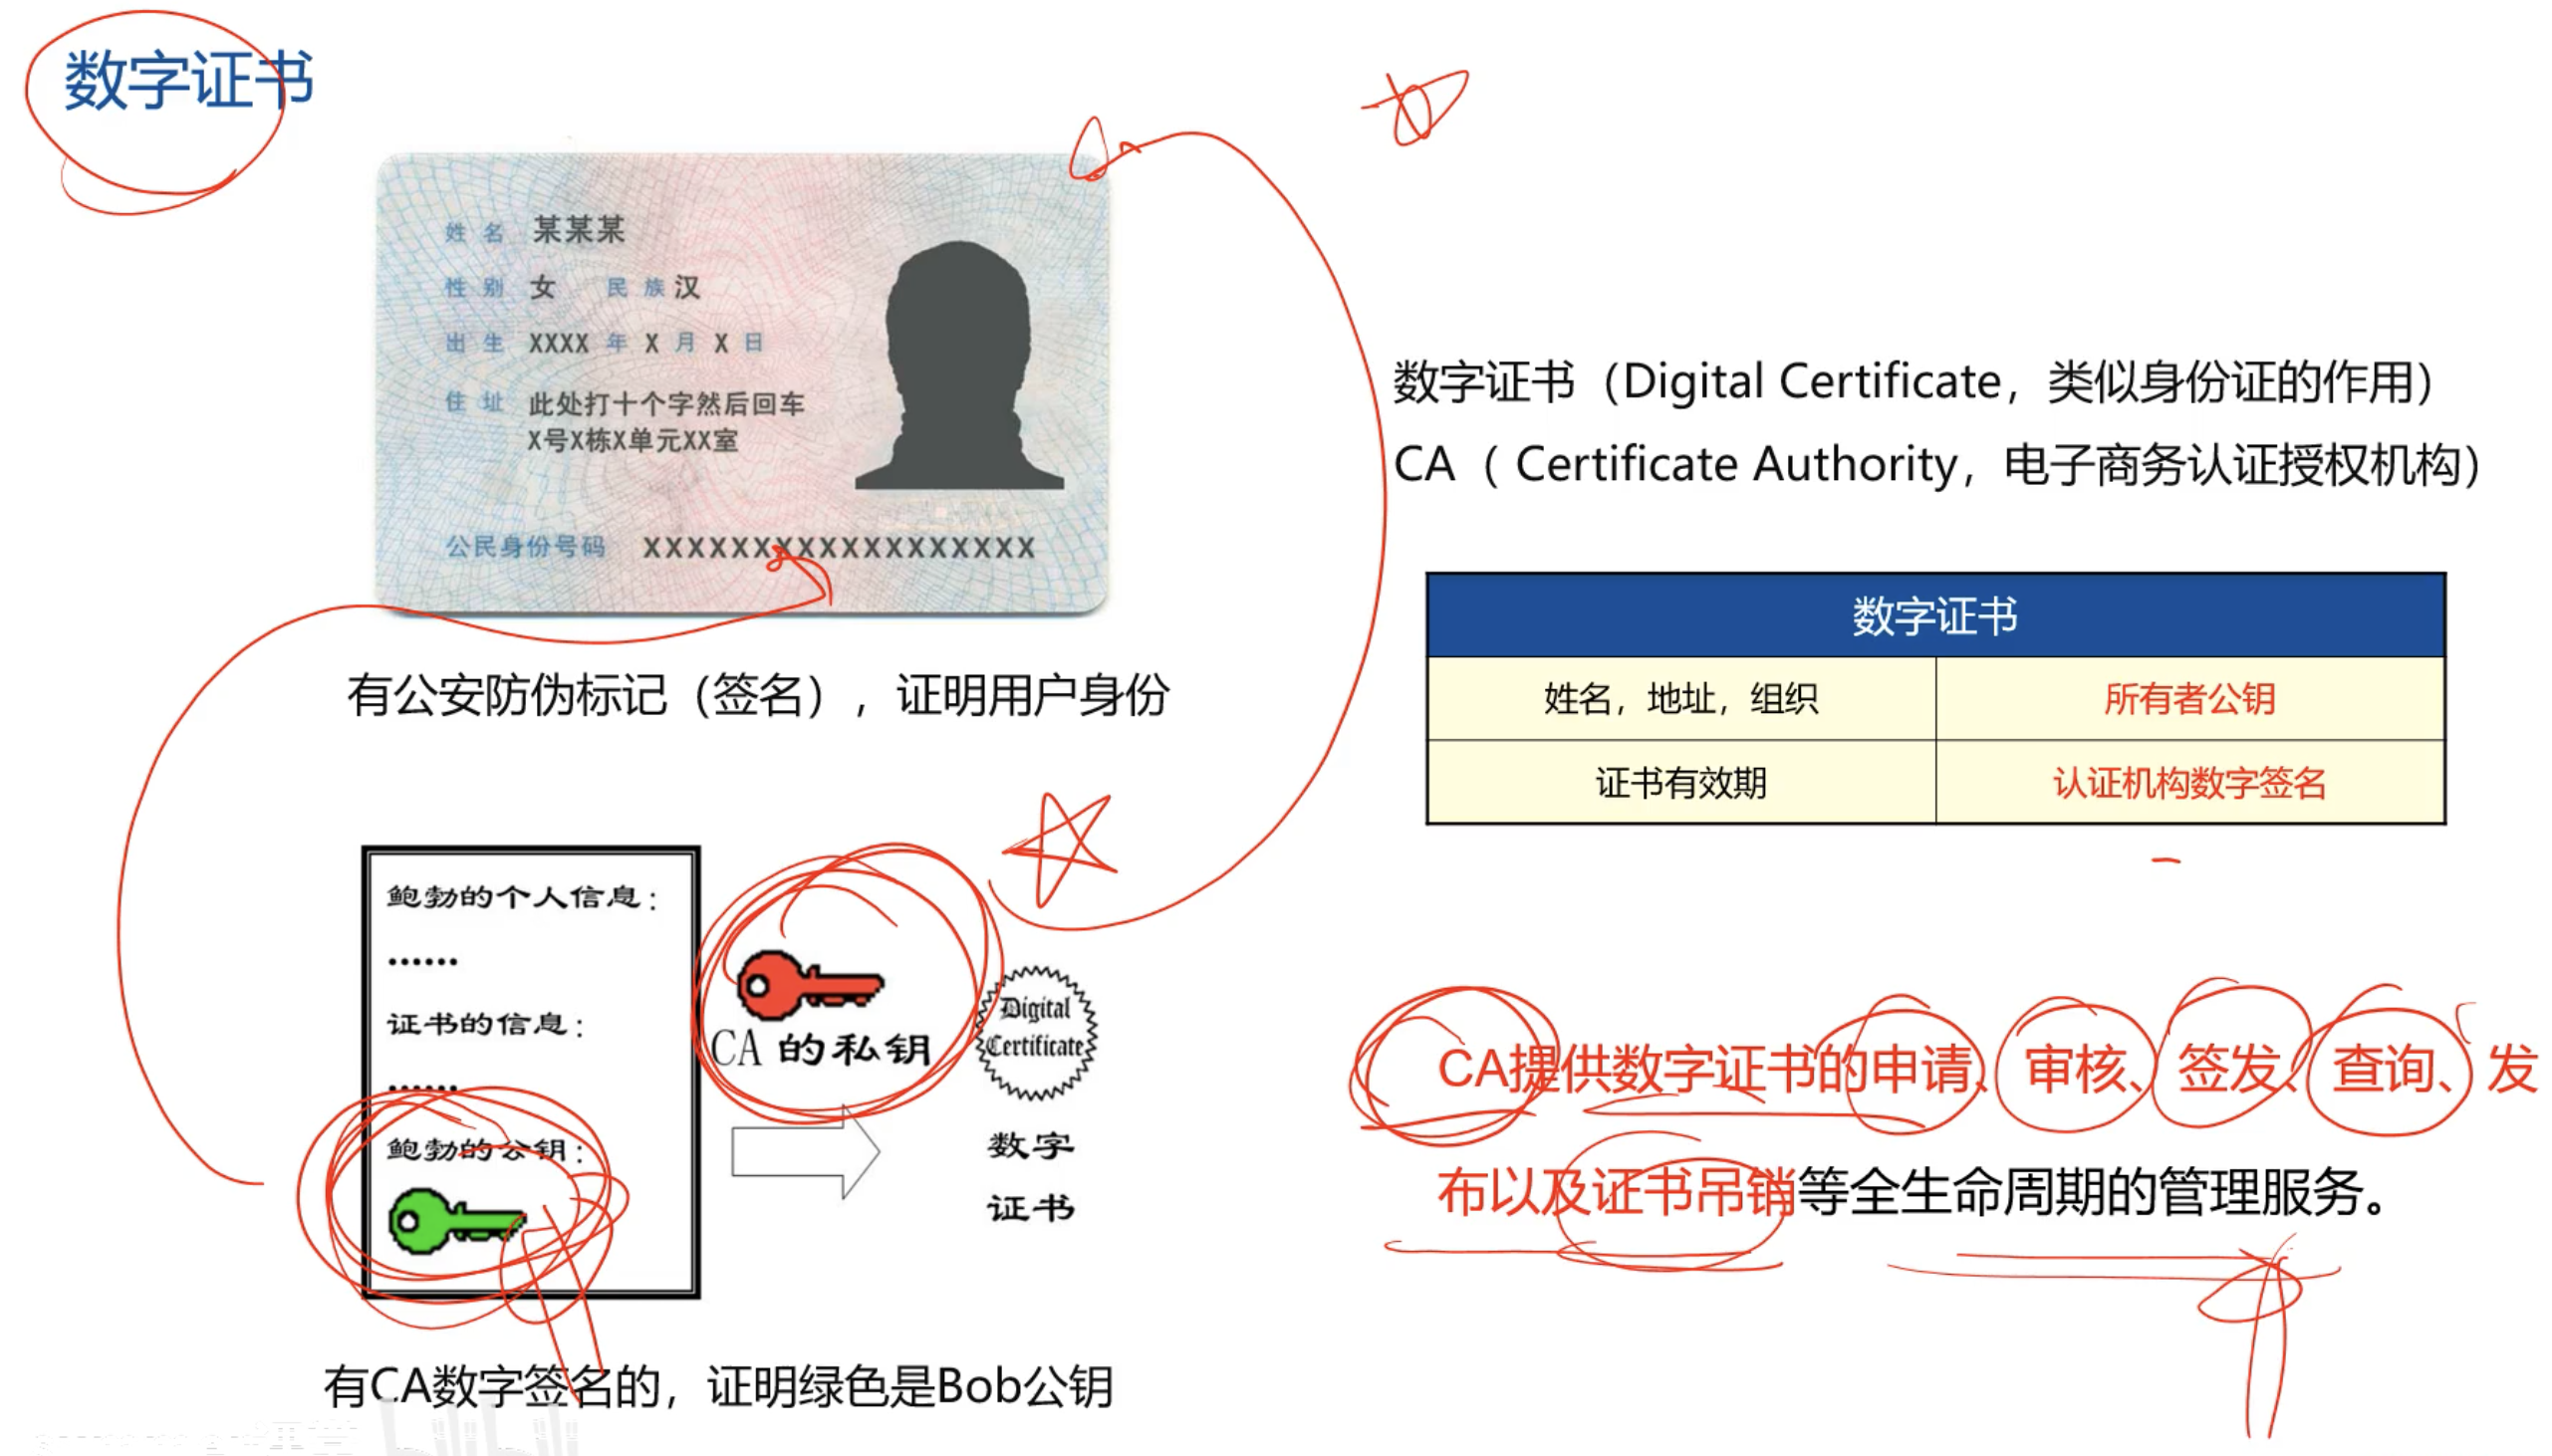 数字证书
姓名 某某某
性别 女 民族 汉
出生 XXXX 年 X 月 X 日
住址 此处打十个字然后回车
X号X栋X单元XX室
公民身份号码 XXXXXXXXXXXXXXXXXX
有公安防伪标记（签名），证明用户身份
鲍勃的个人信息：
……
证书的信息：
……
鲍勃的公钥：
CA 的私钥
Digital
Certificate
数字
证书
有CA数字签名的，证明绿色是Bob公钥
数字证书（Digital Certificate，类似身份证的作用）
CA（ Certificate Authority，电子商务认证授权机构）
数字证书
姓名，地址，组织 所有者公钥
证书有效期 认证机构数字签名
CA提供数字证书的申请、审核、签发、查询、发
布以及证书吊销等全生命周期的管理服务。